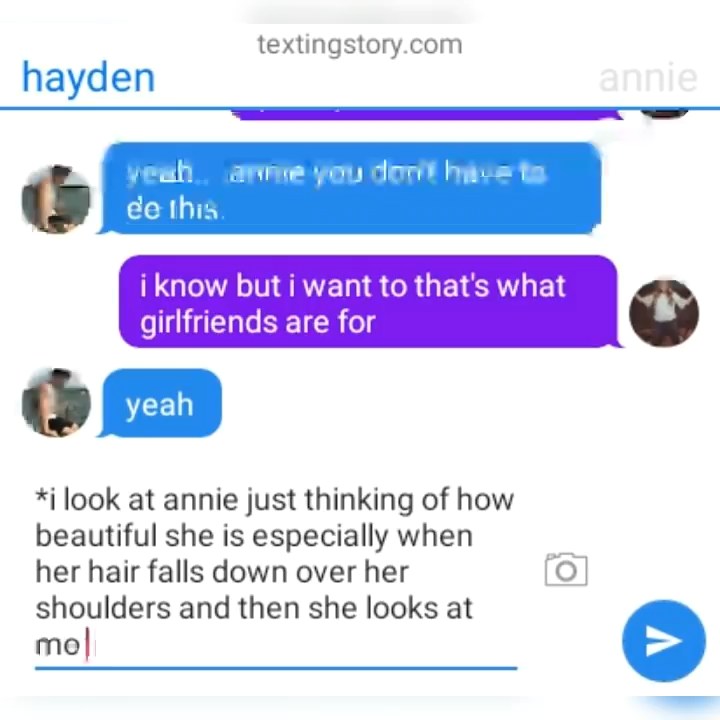 textingstory.com
hayden
annie
yeah.. annie you don't have to
do this.
i know but i want to that's what
girlfriends are for
yeah
*i look at annie just thinking of how
beautiful she is especially when
her hair falls down over her
shoulders and then she looks at
me